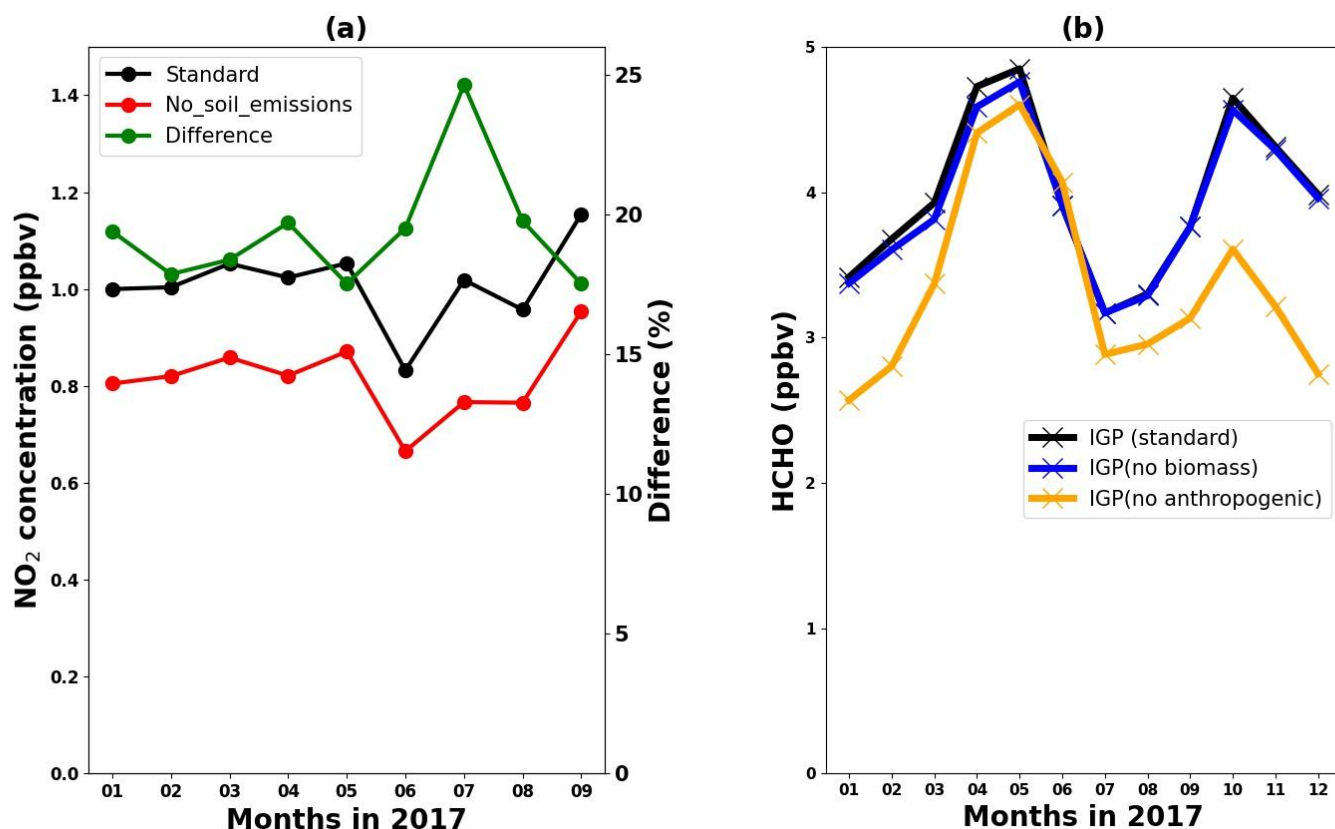 (a)
Standard
No_soil_emissions
Difference
1.4
1.2
1.0
0.8
0.6
0.4
0.2
0.0
NO₂ concentration (ppbv)
25
20
15
10
5
0
Difference (%)
01 02 03 04 05 06 07 08 09
Months in 2017
(b)
5
4
3
2
1
0
HCHO (ppbv)
IGP (standard)
IGP(no biomass)
IGP(no anthropogenic)
01 02 03 04 05 06 07 08 09 10 11 12
Months in 2017